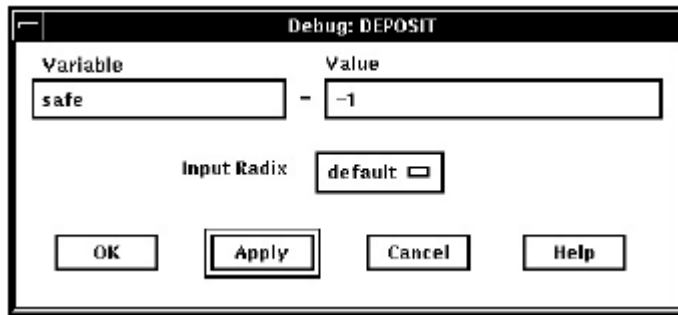 Debug: DEPOSIT
Variable Value
safe - -1
Input Radix default
OK Apply Cancel Help